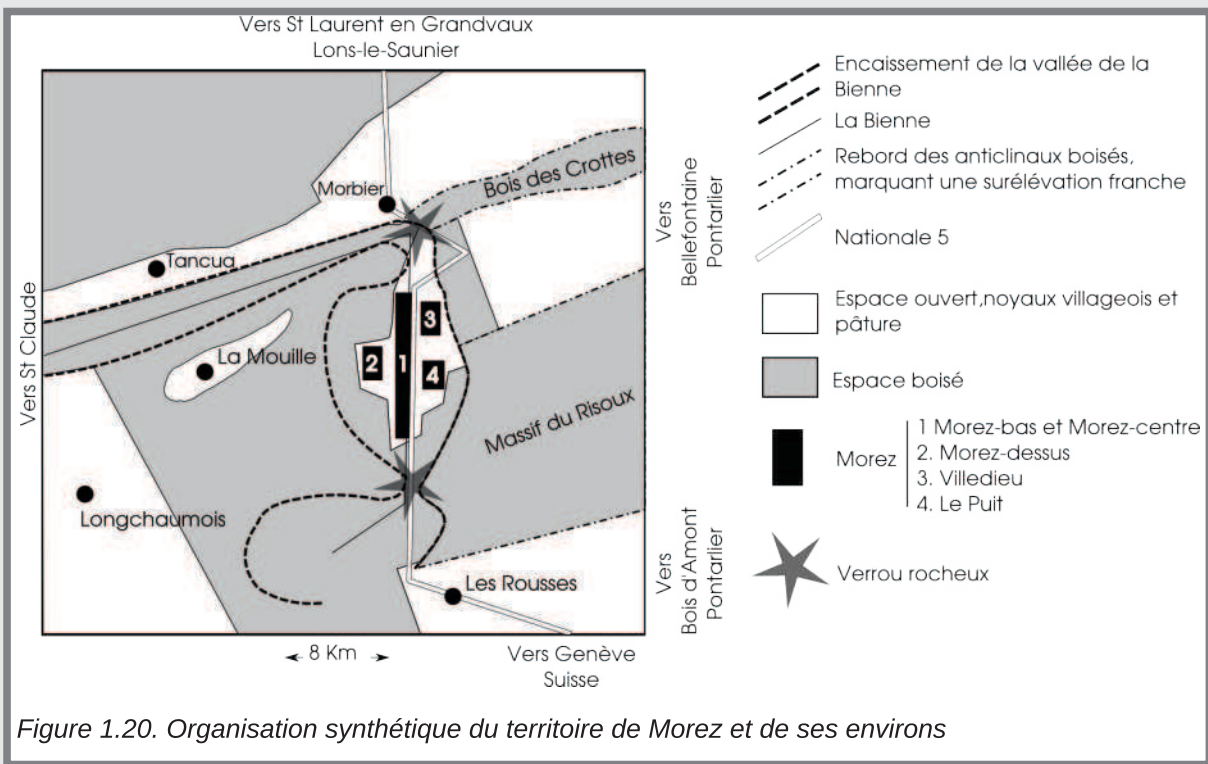 Vers St Laurent en Grandvaux
Lons-le-Saunier
Morbier
Bois des Crottes
Tancua
La Mouille
Longchaumois
Les Rousses
Massif du Risoux
1
2
3
4
Vers St Claude
Vers
Bellefontaine
Pontarlier
Vers
Bois d'Amont
Pontarlier
8 Km
Vers Genève
Suisse
Encaissement de la vallée de la
Bienne
La Bienne
Rebord des anticlinaux boisés,
marquant une surélévation franche
Nationale 5
Espace ouvert,noyaux villageois et
pâture
Espace boisé
Morez
1 Morez-bas et Morez-centre
2. Morez-dessus
3. Villedieu
4. Le Puit
Verrou rocheux
Figure 1.20. Organisation synthétique du territoire de Morez et de ses environs